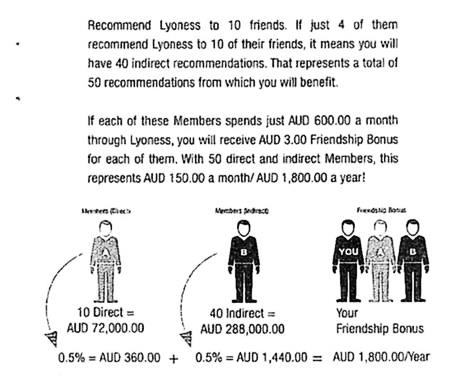 Recommend Lyoness to 10 friends. If just 4 of them
recommend Lyoness to 10 of their friends, it means you will
have 40 indirect recommendations. That represents a total of
50 recommendations from which you will benefit.
If each of these Members spends just AUD 600.00 a month
through Lyoness, you will receive AUD 3.00 Friendship Bonus
for each of them. With 50 direct and indirect Members, this
represents AUD 150.00 a month/ AUD 1,800.00 a year!
Members (Direct)
Members (Indirect)
Friendship Bonus
A
B
YOU
A
B
10 Direct =
AUD 72,000.00
40 Indirect =
AUD 288,000.00
Your
Friendship Bonus
0.5% = AUD 360.00 + 0.5% = AUD 1,440.00 = AUD 1,800.00/Year